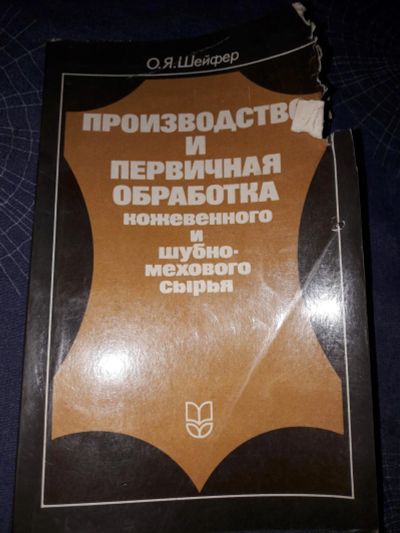 О.Я.Шейфер
ПРОИЗВОДСТВО
И
ПЕРВИЧНАЯ
ОБРАБОТКА
кожевенного
и
шубно-
мехового
сырья